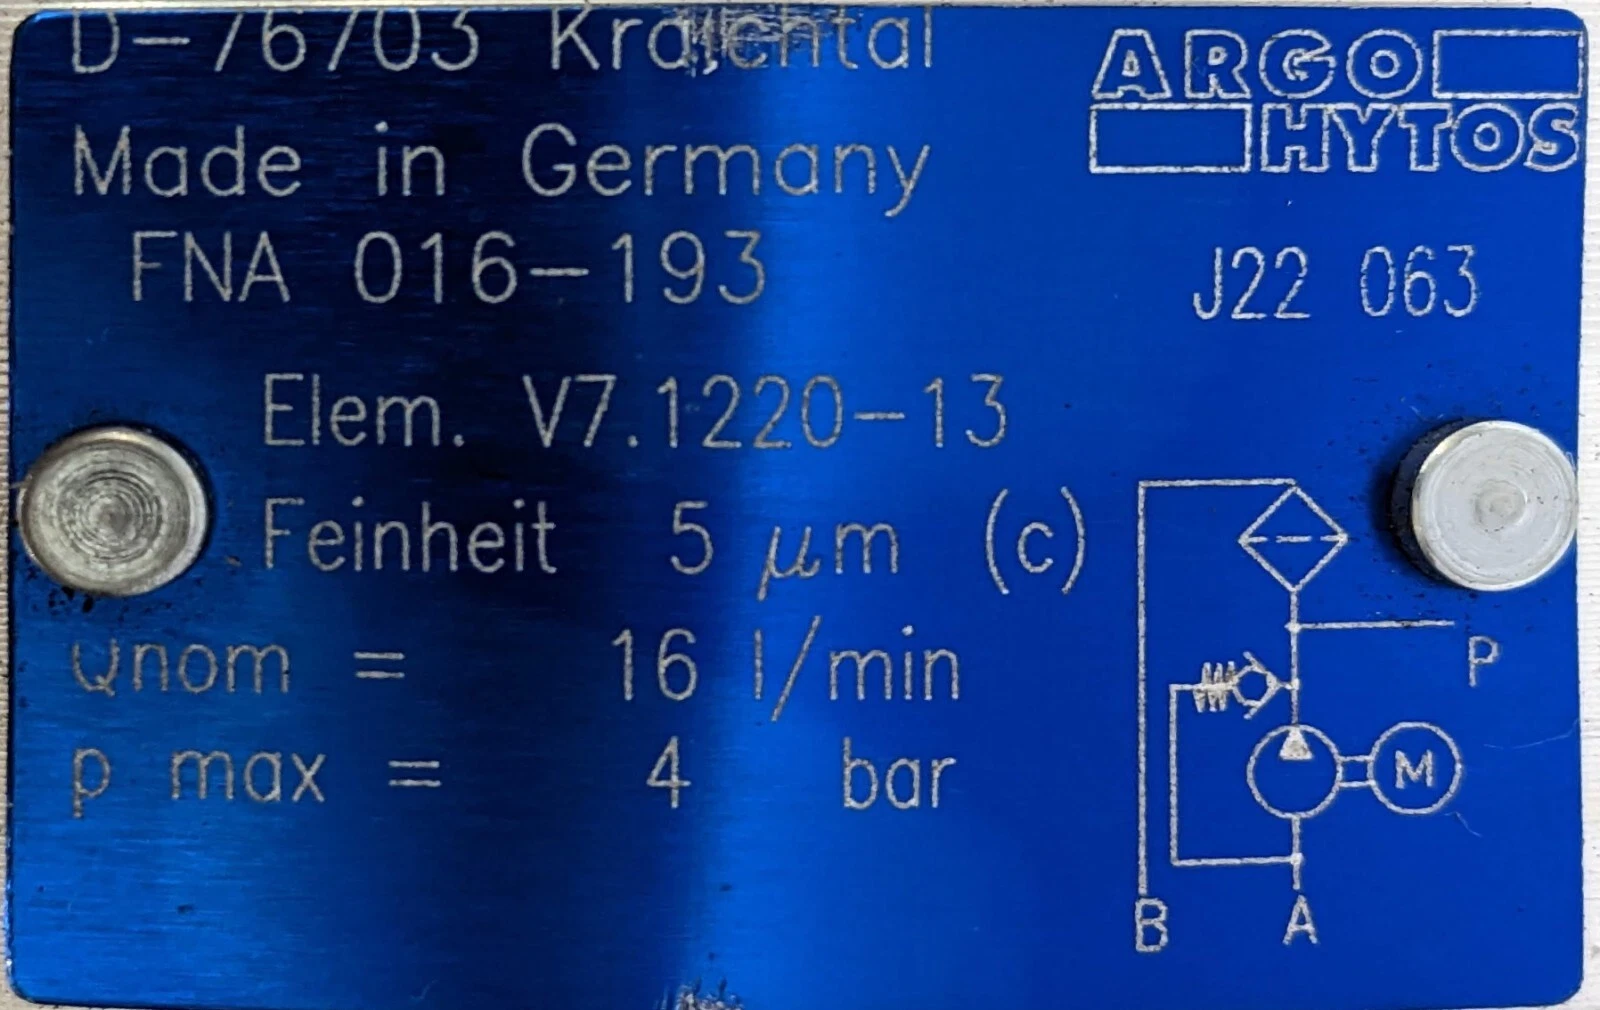 D-76703 Kraichtal
ARGO
HYTOS
Made in Germany
FNA 016-193
J22 063
Elem. V7.1220-13
Feinheit 5 µm (c)
Qnom = 16 l/min
p max = 4 bar
P
M
B
A